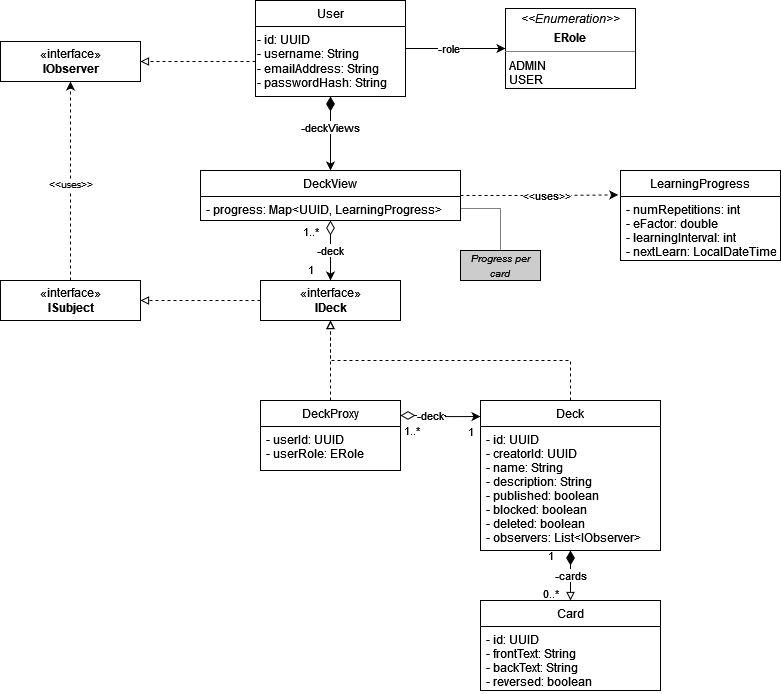 User
- id: UUID
- username: String
- emailAddress: String
- passwordHash: String
-role
<<Enumeration>>
ERole
ADMIN
USER
«interface»
IObserver
-deckViews
<<uses>>
DeckView
- progress: Map<UUID, LearningProgress>
<<uses>>
LearningProgress
- numRepetitions: int
- eFactor: double
- learningInterval: int
- nextLearn: LocalDateTime
1..*
-deck
1
Progress per
card
«interface»
ISubject
«interface»
IDeck
DeckProxy
- userId: UUID
- userRole: ERole
-deck
1..*
1
Deck
- id: UUID
- creatorId: UUID
- name: String
- description: String
- published: boolean
- blocked: boolean
- deleted: boolean
- observers: List<IObserver>
1
-cards
0..*
Card
- id: UUID
- frontText: String
- backText: String
- reversed: boolean